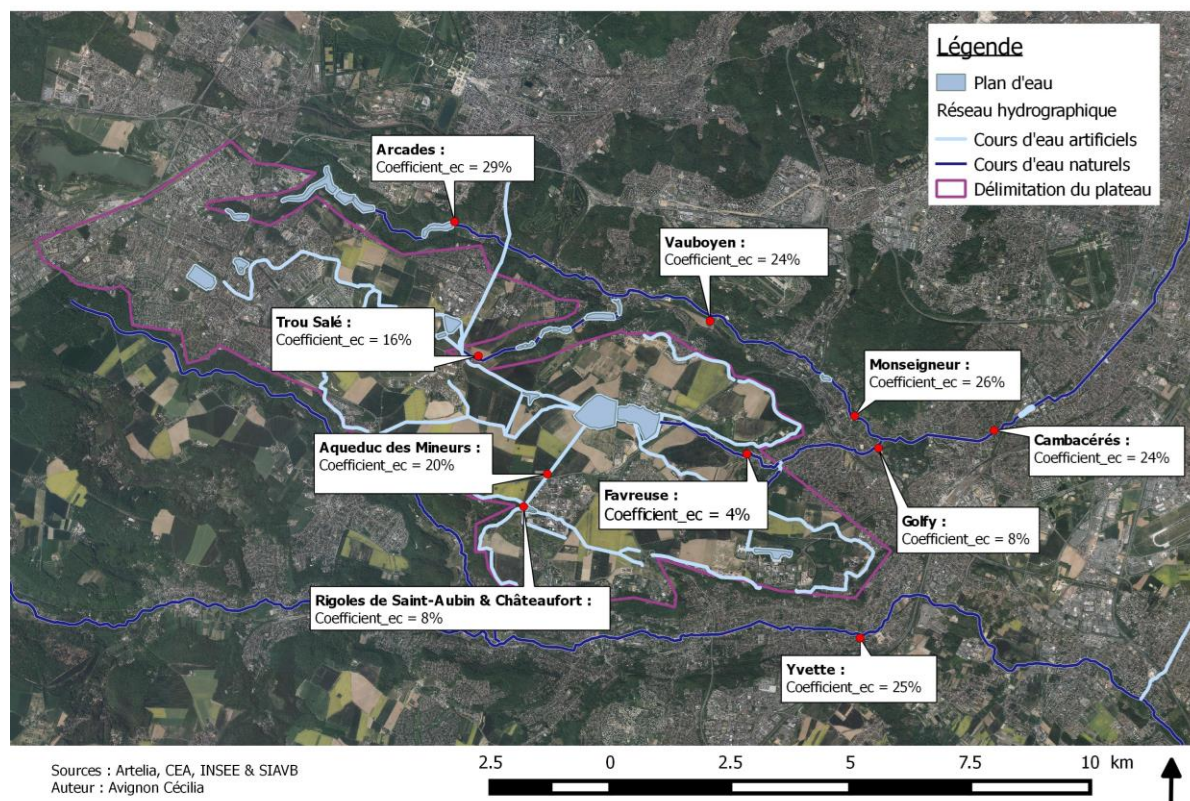 Légende
Plan d'eau
Réseau hydrographique
Cours d'eau artificiels
Cours d'eau naturels
Délimitation du plateau
Arcades :
Coefficient_ec = 29%
Vauboyen :
Coefficient_ec = 24%
Trou Salé :
Coefficient_ec = 16%
Monseigneur :
Coefficient_ec = 26%
Aqueduc des Mineurs :
Coefficient_ec = 20%
Cambacérés :
Coefficient_ec = 24%
Favreuse :
Coefficient_ec = 4%
Golfy :
Coefficient_ec = 8%
Rigoles de Saint-Aubin & Châteaufort :
Coefficient_ec = 8%
Yvette :
Coefficient_ec = 25%
Sources : Artelia, CEA, INSEE & SIAVB
Auteur : Avignon Cécilia
2.5 0 2.5 5 7.5 10 km